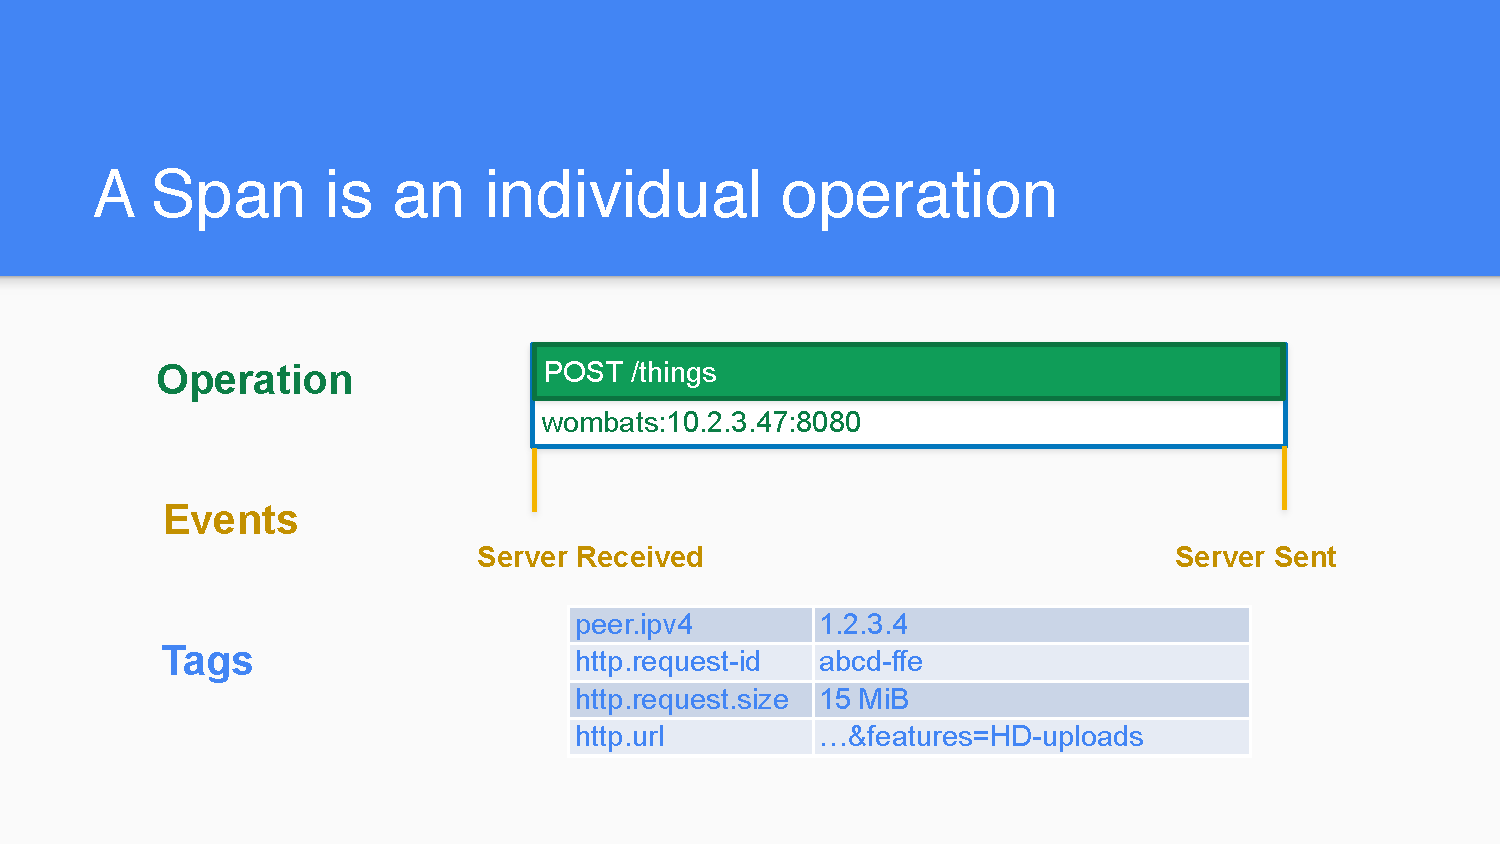 A Span is an individual operation
Operation
POST /things
wombats:10.2.3.47:8080
Events
Server Received
Server Sent
Tags
peer.ipv4 1.2.3.4
http.request-id abcd-ffe
http.request.size 15 MiB
http.url …&features=HD-uploads